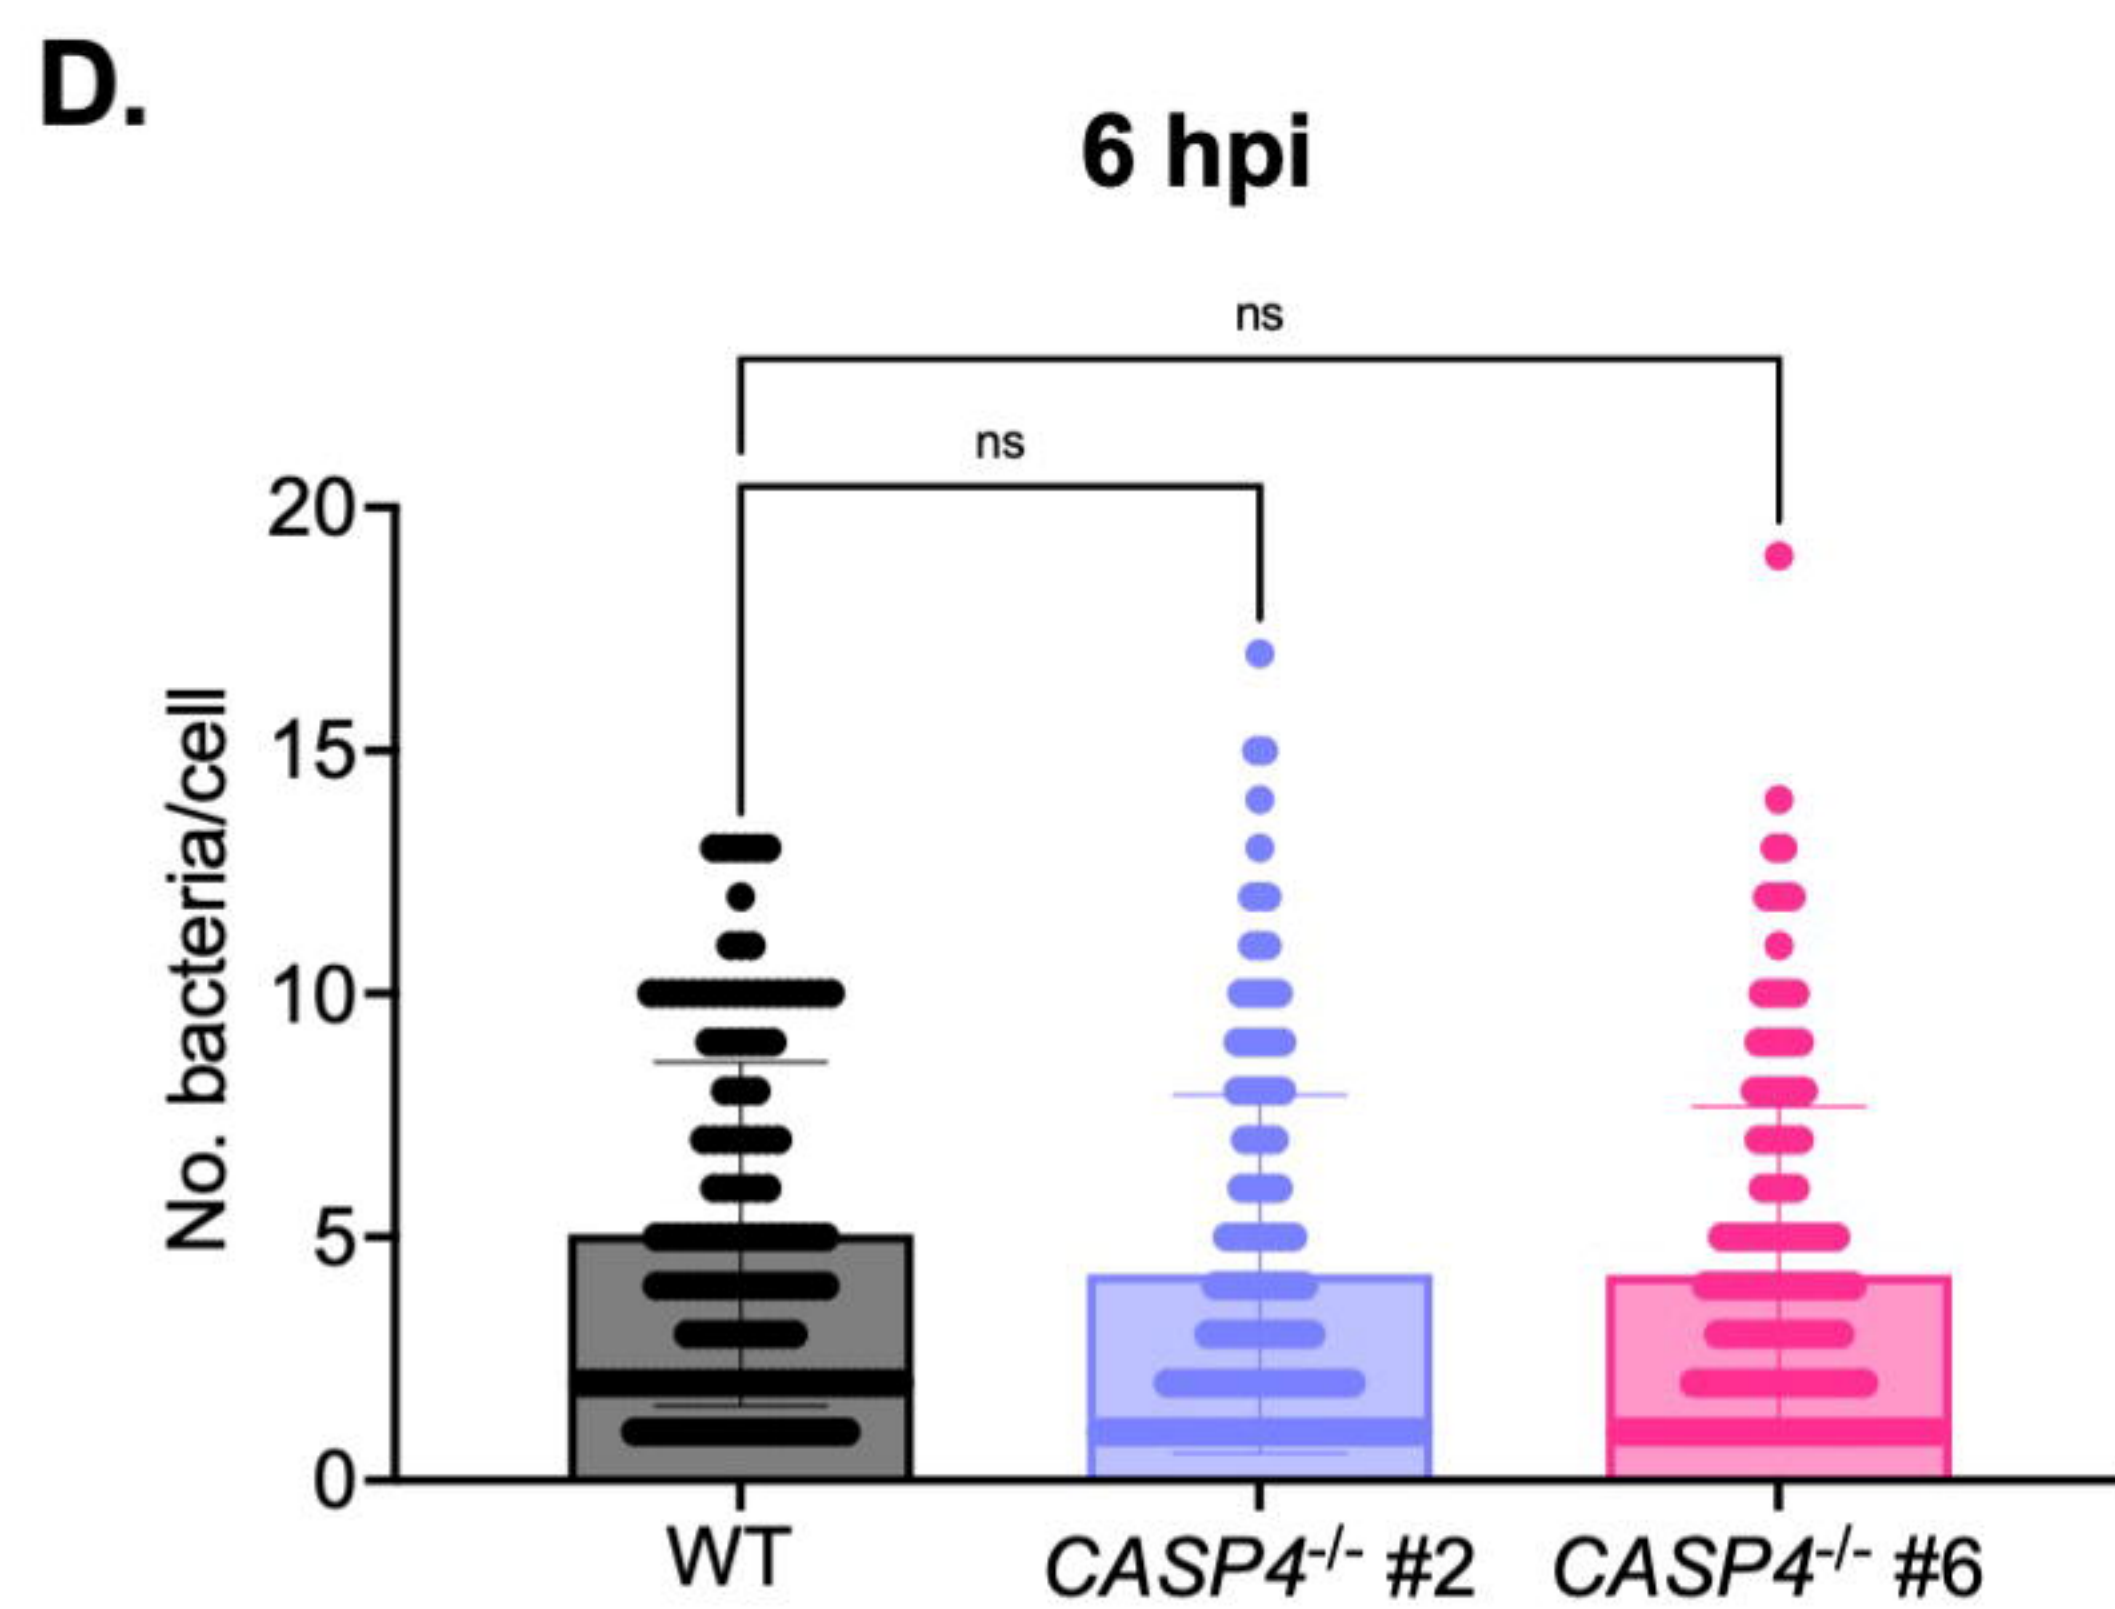 D.
6 hpi
ns
ns
20
15
10
5
0
No. bacteria/cell
WT
CASP4-/- #2
CASP4-/- #6